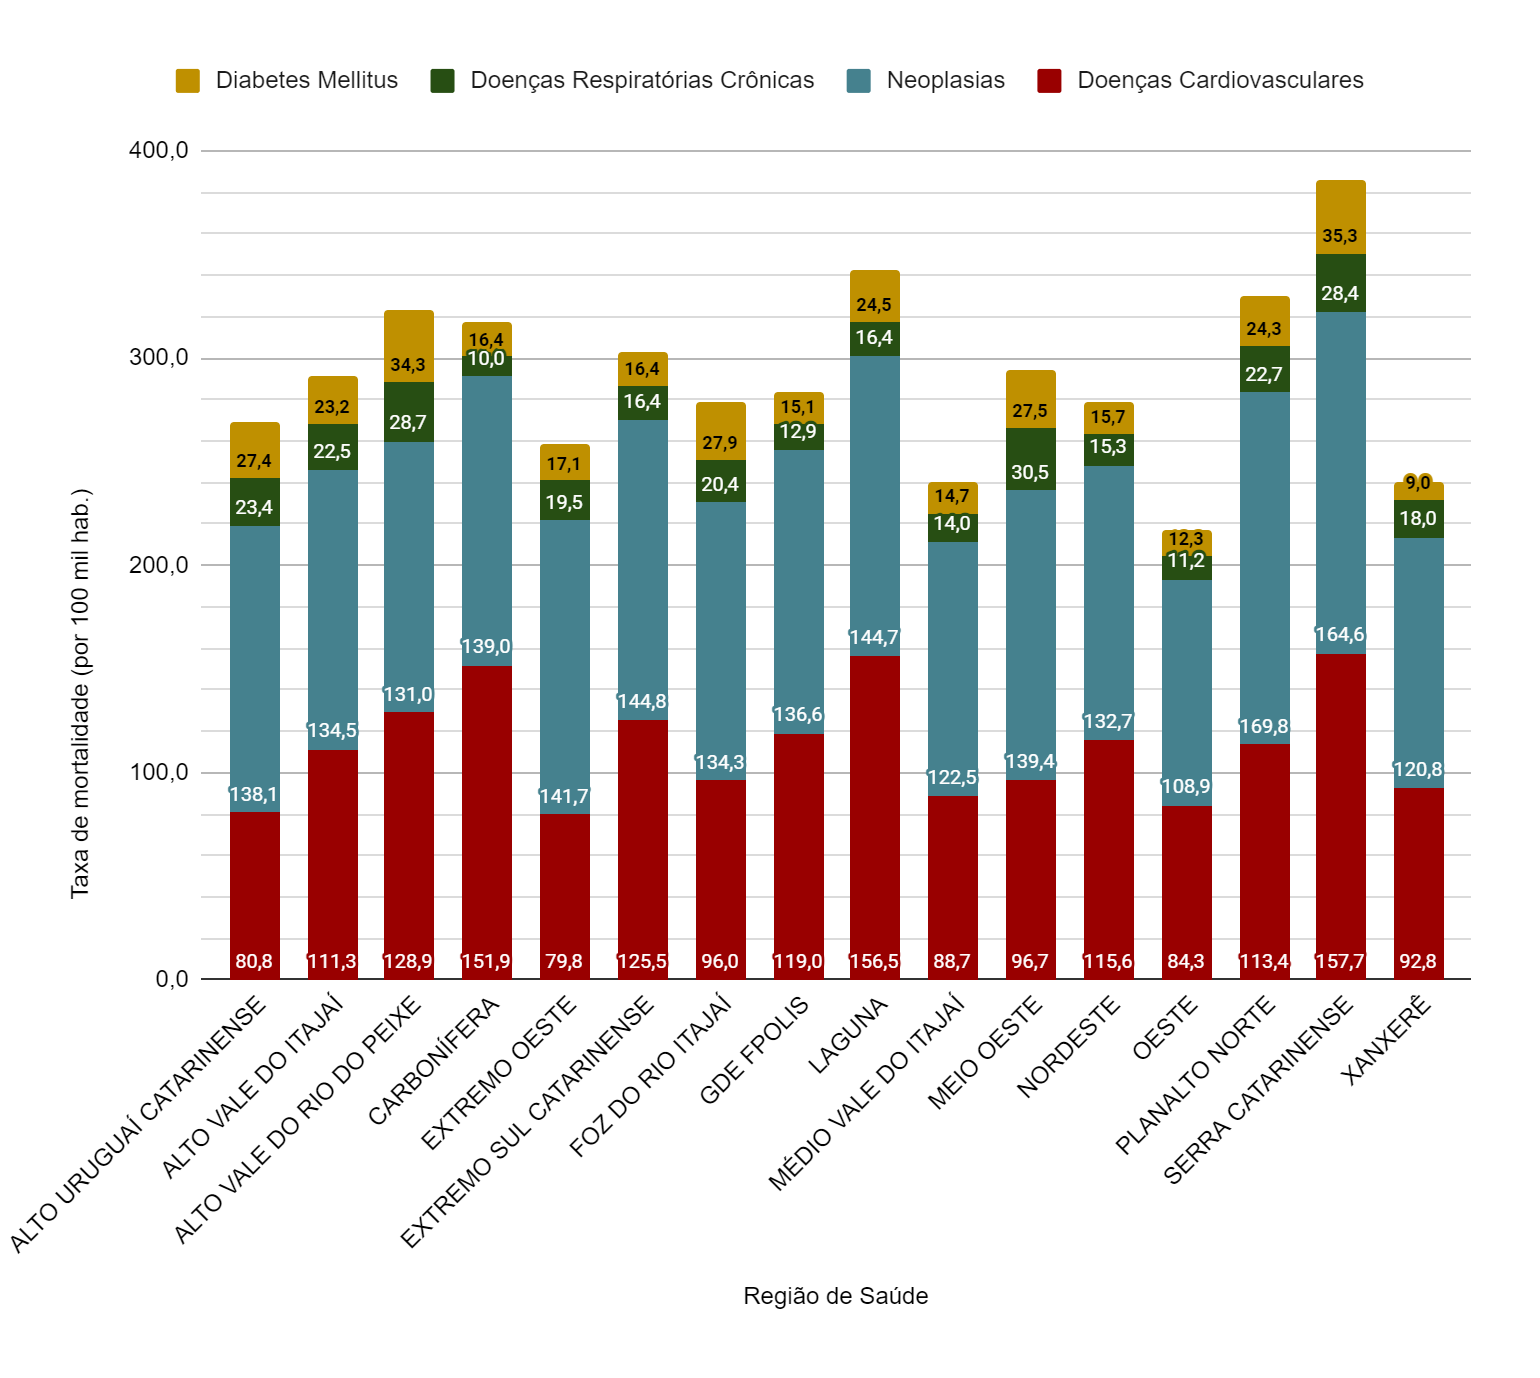 Diabetes Mellitus Doenças Respiratórias Crônicas Neoplasias Doenças Cardiovasculares
Taxa de mortalidade (por 100 mil hab.)
400,0
300,0
200,0
100,0
0,0
27,4 23,2 34,3 16,4 17,1 16,4 27,9 15,1 24,5 14,7 27,5 15,7 12,3 24,3 35,3 9,0
23,4 22,5 28,7 10,0 19,5 16,4 20,4 12,9 16,4 14,0 30,5 15,3 11,2 22,7 28,4 18,0
138,1 134,5 131,0 139,0 141,7 144,8 134,3 136,6 144,7 122,5 139,4 132,7 108,9 169,8 164,6 120,8
80,8 111,3 128,9 151,9 79,8 125,5 96,0 119,0 156,5 88,7 96,7 115,6 84,3 113,4 157,7 92,8
ALTO URUGUAÍ CATARINENSE
ALTO VALE DO ITAJAÍ
ALTO VALE DO RIO DO PEIXE
CARBONÍFERA
EXTREMO OESTE
EXTREMO SUL CATARINENSE
FOZ DO RIO ITAJAÍ
GDE FPOLIS
LAGUNA
MÉDIO VALE DO ITAJAÍ
MEIO OESTE
NORDESTE
OESTE
PLANALTO NORTE
SERRA CATARINENSE
XANXERÊ
Região de Saúde